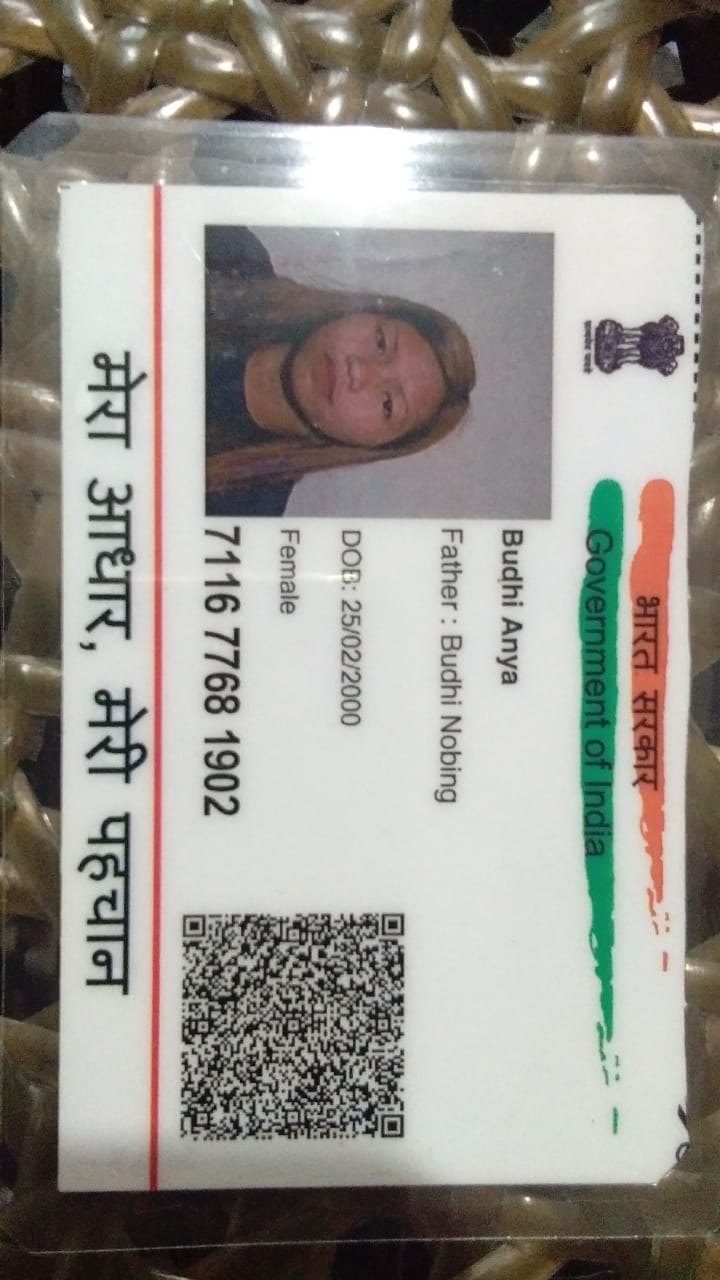 भारत सरकार
Government of India
Budhi Anya
Father : Budhi Nobing
DOB: 25/02/2000
Female
7116 7768 1902
मेरा आधार, मेरी पहचान